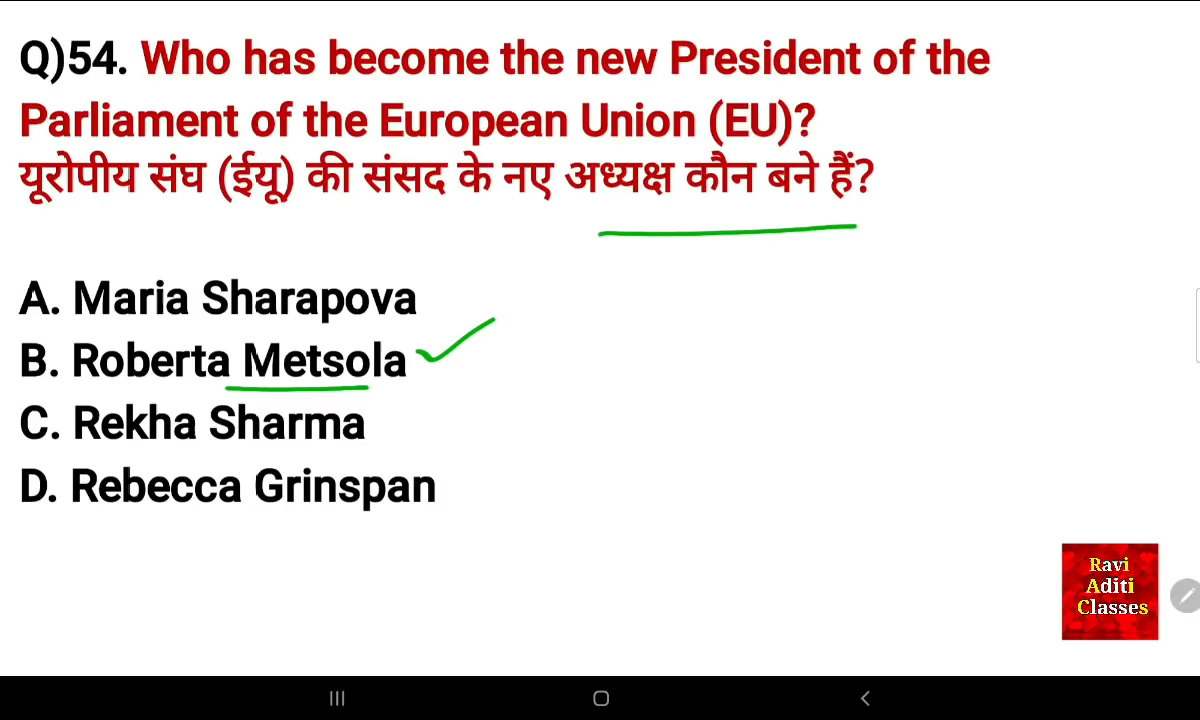 Q)54. Who has become the new President of the
Parliament of the European Union (EU)?
यूरोपीय संघ (ईयू) की संसद के नए अध्यक्ष कौन बने हैं?
A. Maria Sharapova
B. Roberta Metsola
C. Rekha Sharma
D. Rebecca Grinspan
Ravi
Aditi
Classes